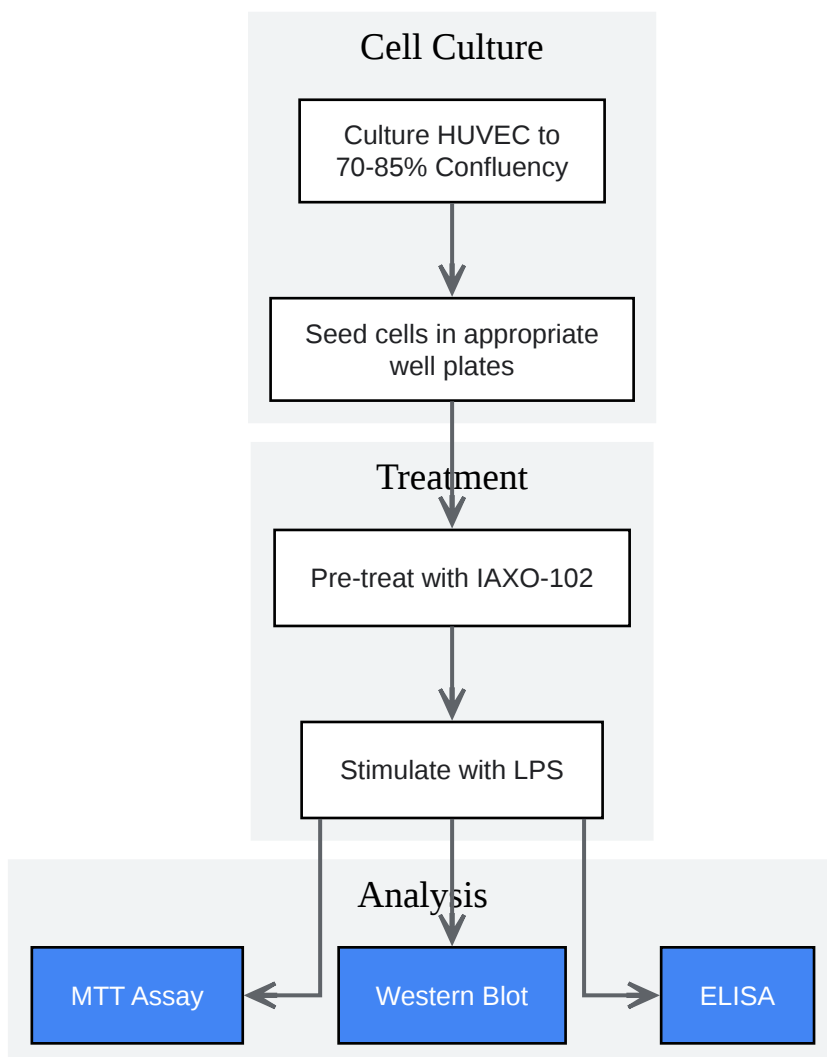 Cell Culture
Culture HUVEC to
70-85% Confluency
Seed cells in appropriate
well plates
Treatment
Pre-treat with IAXO-102
Stimulate with LPS
Analysis
MTT Assay
Western Blot
ELISA